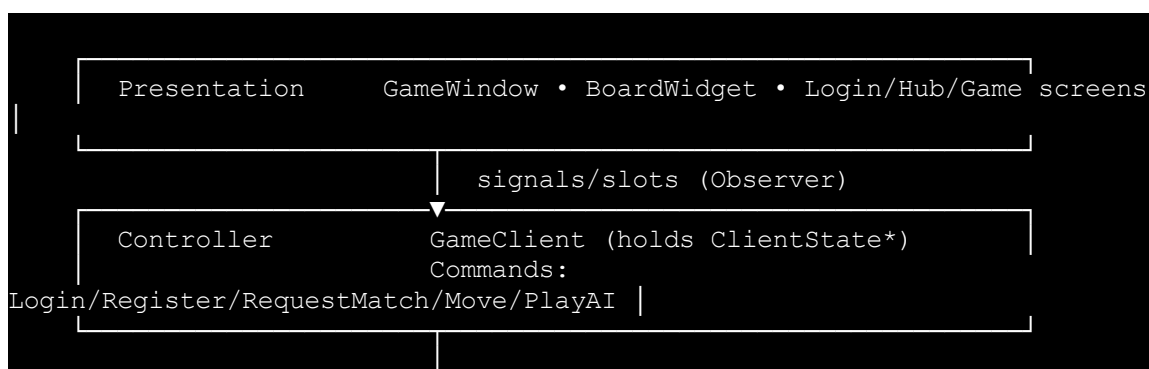 Presentation GameWindow • BoardWidget • Login/Hub/Game screens
signals/slots (Observer)
Controller GameClient (holds ClientState*)
Commands:
Login/Register/RequestMatch/Move/PlayAI